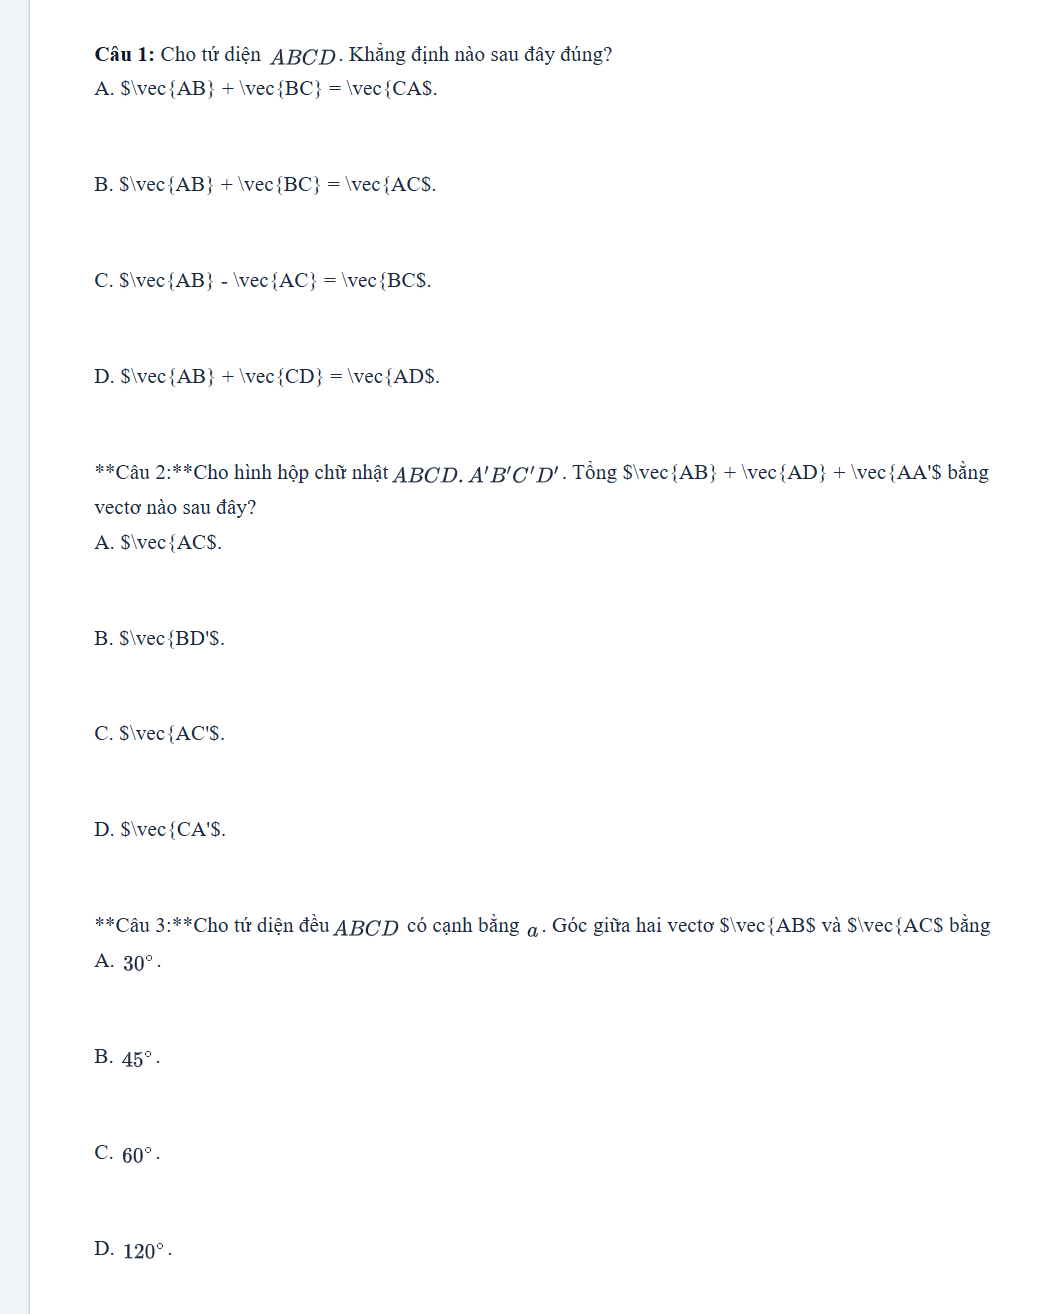 Câu 1: Cho tứ diện ABCD. Khẳng định nào sau đây đúng?
A. $\vec{AB} + \vec{BC} = \vec{CA$.
B. $\vec{AB} + \vec{BC} = \vec{AC$.
C. $\vec{AB} - \vec{AC} = \vec{BC$.
D. $\vec{AB} + \vec{CD} = \vec{AD$.
**Câu 2:**Cho hình hộp chữ nhật ABCD. A′B′C′D′. Tổng $\vec{AB} + \vec{AD} + \vec{AA'$ bằng
vectơ nào sau đây?
A. $\vec{AC$.
B. $\vec{BD'$.
C. $\vec{AC'$.
D. $\vec{CA'$.
**Câu 3:**Cho tứ diện đều ABCD có cạnh bằng a. Góc giữa hai vectơ $\vec{AB$ và $\vec{AC$ bằng
A. 30°.
B. 45°.
C. 60°.
D. 120°.